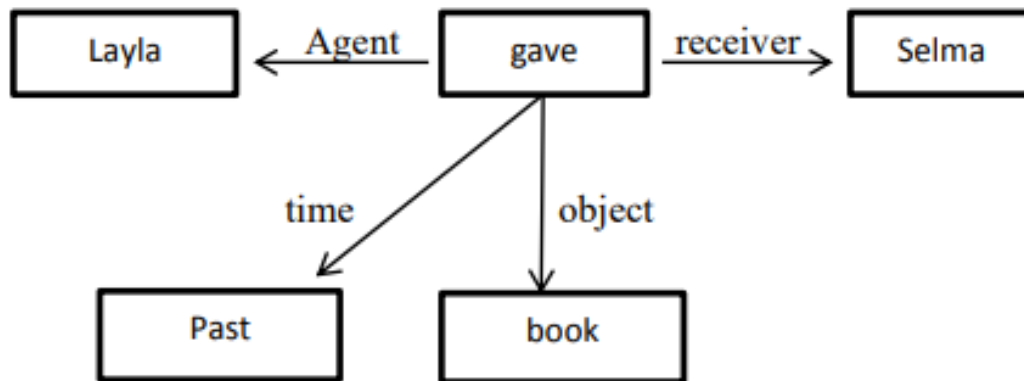 Layla
Agent
gave
receiver
Selma
time
object
Past
book